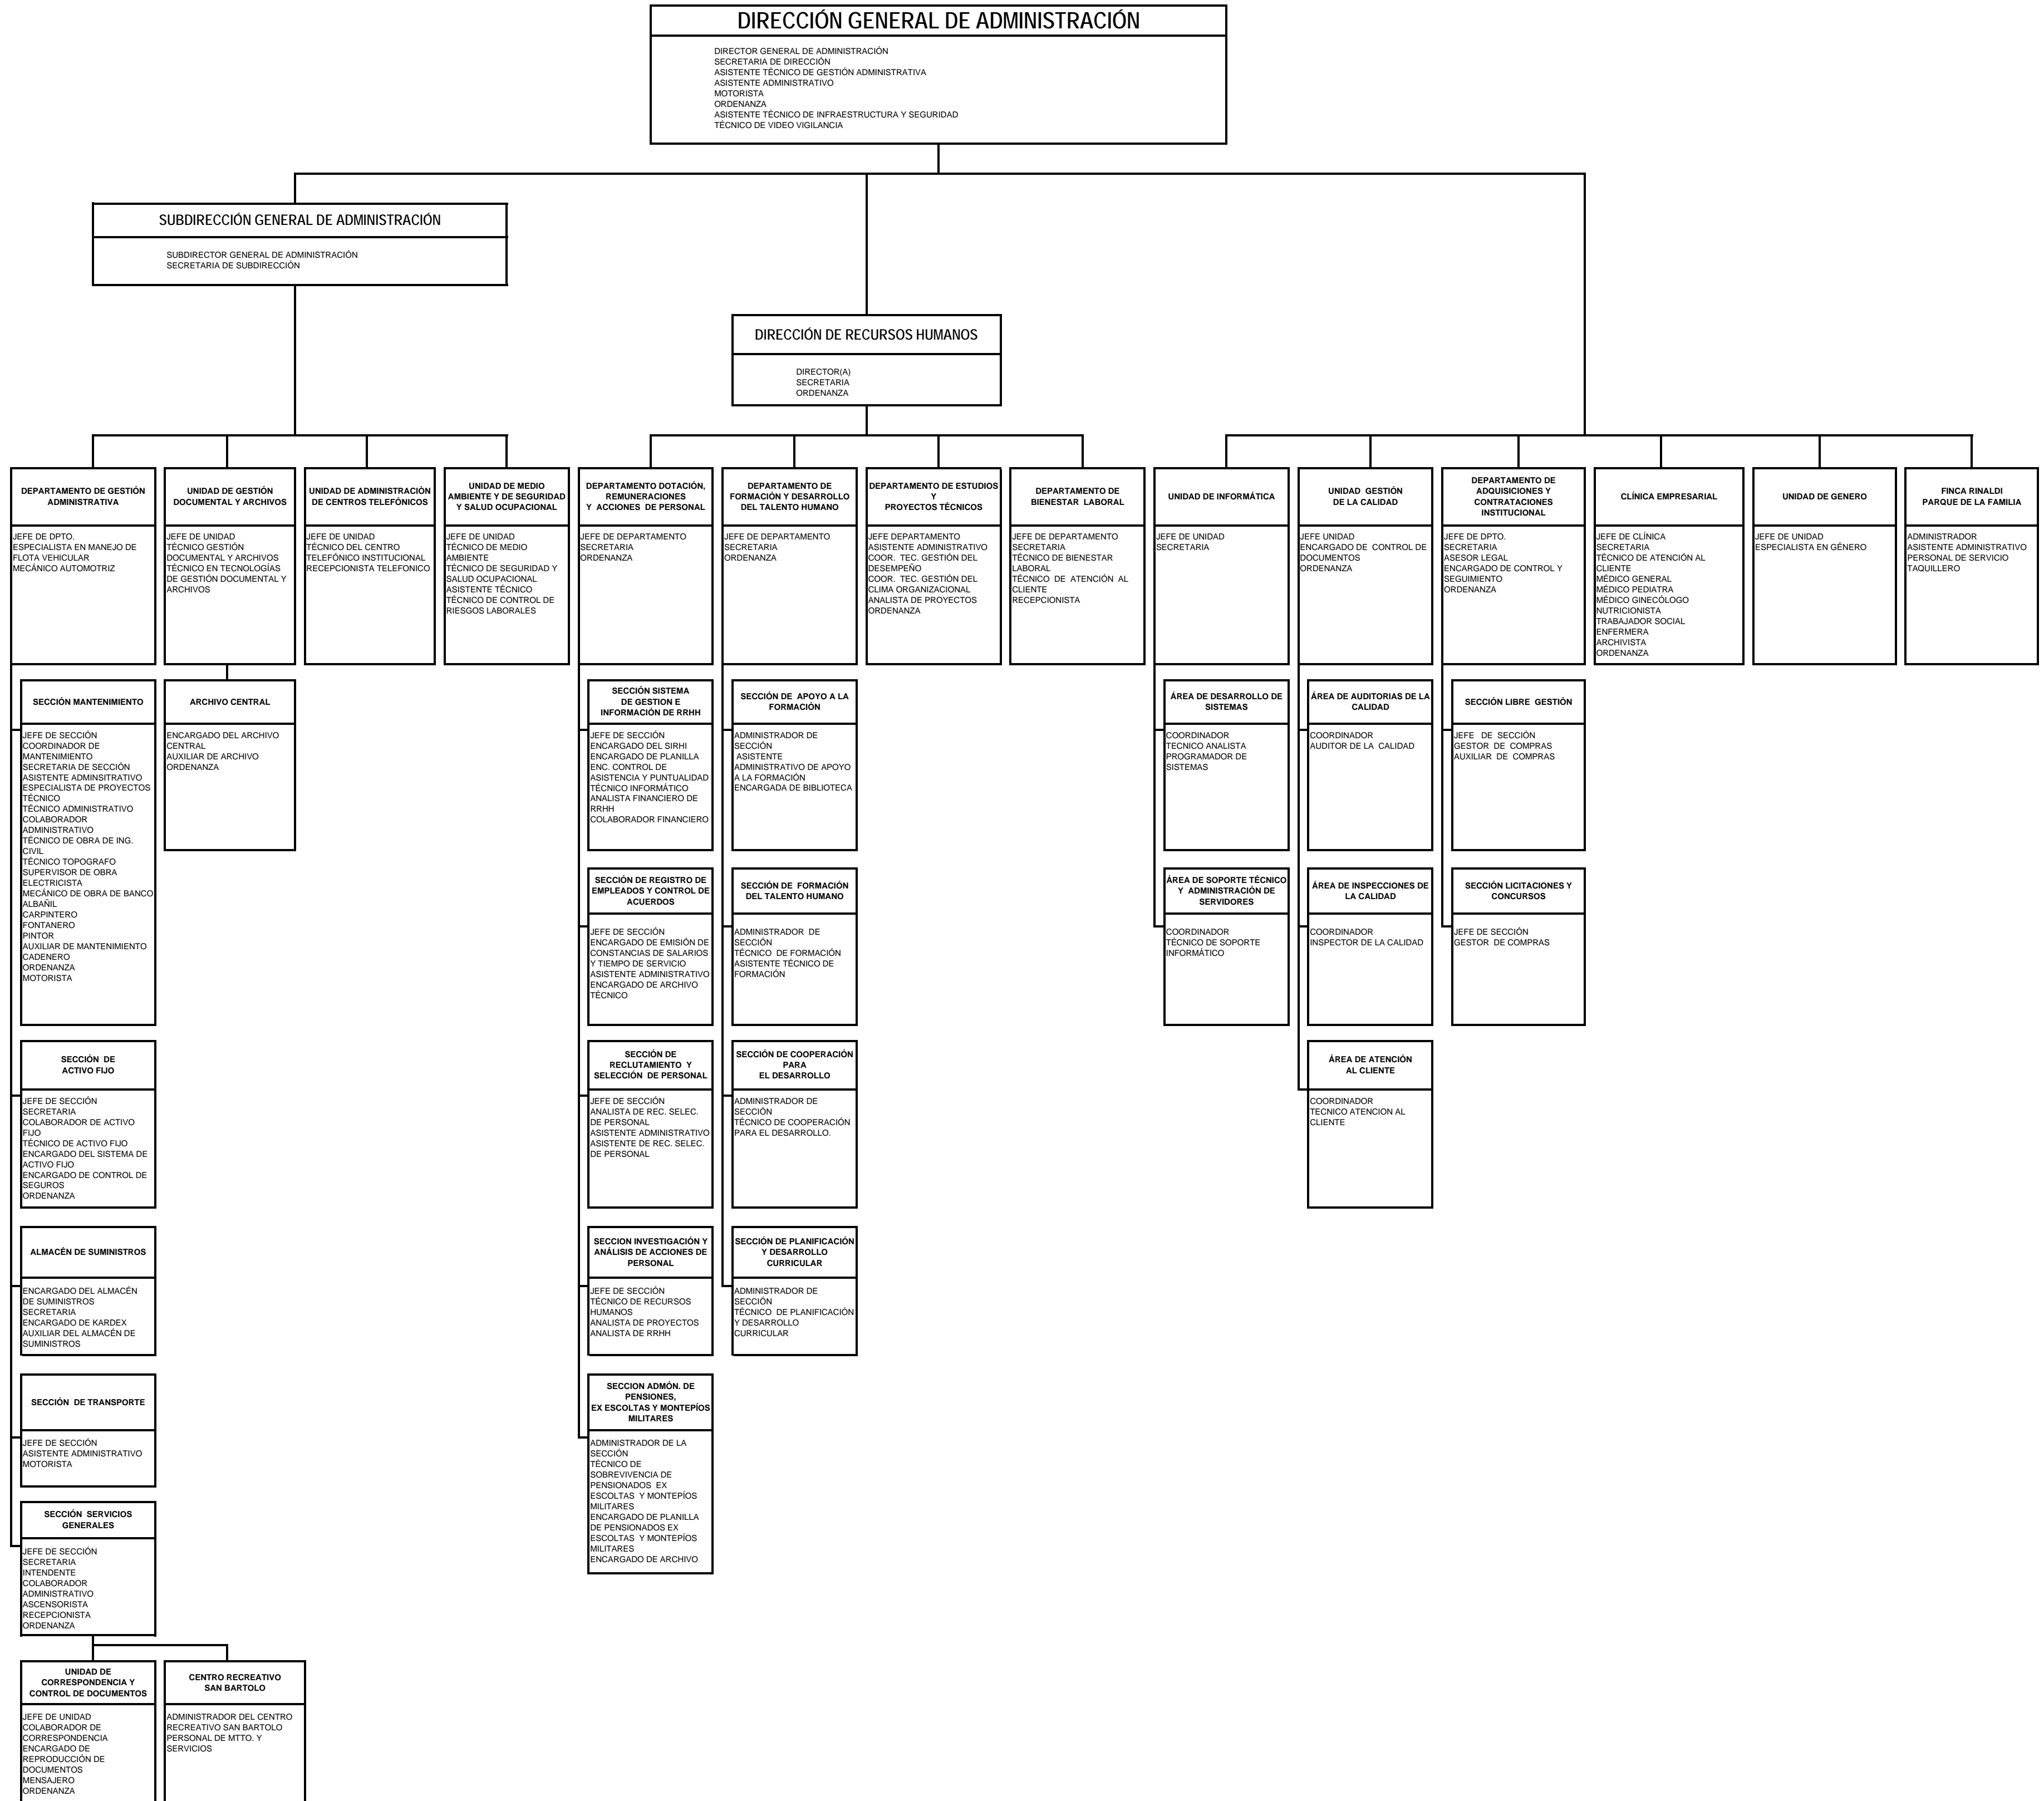 DIRECCIÓN GENERAL DE ADMINISTRACIÓN
DIRECTOR GENERAL DE ADMINISTRACIÓN
SECRETARIA DE DIRECCIÓN
ASISTENTE TÉCNICO DE GESTIÓN ADMINISTRATIVA
ASISTENTE ADMINISTRATIVO
MOTORISTA
ORDENANZA
ASISTENTE TÉCNICO DE INFRAESTRUCTURA Y SEGURIDAD
TÉCNICO DE VIDEO VIGILANCIA
SUBDIRECCIÓN GENERAL DE ADMINISTRACIÓN
SUBDIRECTOR GENERAL DE ADMINISTRACIÓN
SECRETARIA DE SUBDIRECCIÓN
DIRECCIÓN DE RECURSOS HUMANOS
DIRECTOR(A)
SECRETARIA
ORDENANZA
DEPARTAMENTO DE GESTIÓN
ADMINISTRATIVA
JEFE DE DPTO.
ESPECIALISTA EN MANEJO DE
FLOTA VEHICULAR
MECÁNICO AUTOMOTRIZ
UNIDAD DE GESTIÓN
DOCUMENTAL Y ARCHIVOS
JEFE DE UNIDAD
TÉCNICO GESTIÓN
DOCUMENTAL Y ARCHIVOS
TÉCNICO EN TECNOLOGÍAS
DE GESTIÓN DOCUMENTAL Y
ARCHIVOS
UNIDAD DE ADMINISTRACIÓN
DE CENTROS TELEFÓNICOS
JEFE DE UNIDAD
TÉCNICO DEL CENTRO
TELEFÓNICO INSTITUCIONAL
RECEPCIONISTA TELEFONICO
UNIDAD DE MEDIO
AMBIENTE Y DE SEGURIDAD
Y SALUD OCUPACIONAL
JEFE DE UNIDAD
TÉCNICO DE MEDIO
AMBIENTE
TÉCNICO DE SEGURIDAD Y
SALUD OCUPACIONAL
ASISTENTE TÉCNICO
TÉCNICO DE CONTROL DE
RIESGOS LABORALES
DEPARTAMENTO DOTACIÓN,
REMUNERACIONES
Y ACCIONES DE PERSONAL
JEFE DE DEPARTAMENTO
SECRETARIA
ORDENANZA
DEPARTAMENTO DE
FORMACIÓN Y DESARROLLO
DEL TALENTO HUMANO
JEFE DE DEPARTAMENTO
SECRETARIA
ORDENANZA
DEPARTAMENTO DE ESTUDIOS
Y
PROYECTOS TÉCNICOS
JEFE DEPARTAMENTO
ASISTENTE ADMINISTRATIVO
COOR. TEC. GESTIÓN DEL
DESEMPEÑO
COOR. TEC. GESTIÓN DEL
CLIMA ORGANIZACIONAL
ANALISTA DE PROYECTOS
ORDENANZA
DEPARTAMENTO DE
BIENESTAR LABORAL
JEFE DE DEPARTAMENTO
SECRETARIA
TÉCNICO DE BIENESTAR
LABORAL
TÉCNICO DE ATENCIÓN AL
CLIENTE
RECEPCIONISTA
UNIDAD DE INFORMÁTICA
JEFE DE UNIDAD
SECRETARIA
UNIDAD GESTIÓN
DE LA CALIDAD
JEFE UNIDAD
ENCARGADO DE CONTROL DE
DOCUMENTOS
ORDENANZA
DEPARTAMENTO DE
ADQUISICIONES Y
CONTRATACIONES
INSTITUCIONAL
JEFE DE DPTO.
SECRETARIA
ASESOR LEGAL
ENCARGADO DE CONTROL Y
SEGUIMIENTO
ORDENANZA
CLÍNICA EMPRESARIAL
JEFE DE CLÍNICA
SECRETARIA
TÉCNICO DE ATENCIÓN AL
CLIENTE
MÉDICO GENERAL
MÉDICO PEDIATRA
MÉDICO GINECÓLOGO
NUTRICIONISTA
TRABAJADOR SOCIAL
ENFERMERA
ARCHIVISTA
ORDENANZA
UNIDAD DE GENERO
JEFE DE UNIDAD
ESPECIALISTA EN GÉNERO
FINCA RINALDI
PARQUE DE LA FAMILIA
ADMINISTRADOR
ASISTENTE ADMINISTRATIVO
PERSONAL DE SERVICIO
TAQUILLERO
SECCIÓN MANTENIMIENTO
JEFE DE SECCIÓN
COORDINADOR DE
MANTENIMIENTO
SECRETARIA DE SECCIÓN
ASISTENTE ADMINSITRATIVO
ESPECIALISTA DE PROYECTOS
TÉCNICO
TÉCNICO ADMINISTRATIVO
COLABORADOR
ADMINISTRATIVO
TÉCNICO DE OBRA DE ING.
CIVIL
TÉCNICO TOPOGRAFO
SUPERVISOR DE OBRA
ELECTRICISTA
MECÁNICO DE OBRA DE BANCO
ALBAÑIL
CARPINTERO
FONTANERO
PINTOR
AUXILIAR DE MANTENIMIENTO
CADENERO
ORDENANZA
MOTORISTA
ARCHIVO CENTRAL
ENCARGADO DEL ARCHIVO
CENTRAL
AUXILIAR DE ARCHIVO
ORDENANZA
SECCIÓN SISTEMA
DE GESTION E
INFORMACIÓN DE RRHH
JEFE DE SECCIÓN
ENCARGADO DEL SIRHI
ENCARGADO DE PLANILLA
ENC. CONTROL DE
ASISTENCIA Y PUNTUALIDAD
TÉCNICO INFORMÁTICO
ANALISTA FINANCIERO DE
RRHH
COLABORADOR FINANCIERO
SECCIÓN DE APOYO A LA
FORMACIÓN
ADMINISTRADOR DE
SECCIÓN
ASISTENTE
ADMINISTRATIVO DE APOYO
A LA FORMACIÓN
ENCARGADA DE BIBLIOTECA
ÁREA DE DESARROLLO DE
SISTEMAS
COORDINADOR
TECNICO ANALISTA
PROGRAMADOR DE
SISTEMAS
ÁREA DE AUDITORIAS DE LA
CALIDAD
COORDINADOR
AUDITOR DE LA CALIDAD
SECCIÓN LIBRE GESTIÓN
JEFE DE SECCIÓN
GESTOR DE COMPRAS
AUXILIAR DE COMPRAS
SECCIÓN DE REGISTRO DE
EMPLEADOS Y CONTROL DE
ACUERDOS
JEFE DE SECCIÓN
ENCARGADO DE EMISIÓN DE
CONSTANCIAS DE SALARIOS
Y TIEMPO DE SERVICIO
ASISTENTE ADMINISTRATIVO
ENCARGADO DE ARCHIVO
TÉCNICO
SECCIÓN DE FORMACIÓN
DEL TALENTO HUMANO
ADMINISTRADOR DE
SECCIÓN
TÉCNICO DE FORMACIÓN
ASISTENTE TÉCNICO DE
FORMACIÓN
ÁREA DE SOPORTE TÉCNICO
Y ADMINISTRACIÓN DE
SERVIDORES
COORDINADOR
TÉCNICO DE SOPORTE
INFORMÁTICO
ÁREA DE INSPECCIONES DE
LA CALIDAD
COORDINADOR
INSPECTOR DE LA CALIDAD
SECCIÓN LICITACIONES Y
CONCURSOS
JEFE DE SECCIÓN
GESTOR DE COMPRAS
SECCIÓN DE
ACTIVO FIJO
JEFE DE SECCIÓN
SECRETARIA
COLABORADOR DE ACTIVO
FIJO
TÉCNICO DE ACTIVO FIJO
ENCARGADO DEL SISTEMA DE
ACTIVO FIJO
ENCARGADO DE CONTROL DE
SEGUROS
ORDENANZA
SECCIÓN DE
RECLUTAMIENTO Y
SELECCIÓN DE PERSONAL
JEFE DE SECCIÓN
ANALISTA DE REC. SELEC.
DE PERSONAL
ASISTENTE ADMINISTRATIVO
ASISTENTE DE REC. SELEC.
DE PERSONAL
SECCIÓN DE COOPERACIÓN
PARA
EL DESARROLLO
ADMINISTRADOR DE
SECCIÓN
TÉCNICO DE COOPERACIÓN
PARA EL DESARROLLO.
ÁREA DE ATENCIÓN
AL CLIENTE
COORDINADOR
TECNICO ATENCION AL
CLIENTE
ALMACÉN DE SUMINISTROS
ENCARGADO DEL ALMACÉN
DE SUMINISTROS
SECRETARIA
ENCARGADO DE KARDEX
AUXILIAR DEL ALMACÉN DE
SUMINISTROS
SECCION INVESTIGACIÓN Y
ANÁLISIS DE ACCIONES DE
PERSONAL
JEFE DE SECCIÓN
TÉCNICO DE RECURSOS
HUMANOS
ANALISTA DE PROYECTOS
ANALISTA DE RRHH
SECCIÓN DE PLANIFICACIÓN
Y DESARROLLO
CURRICULAR
ADMINISTRADOR DE
SECCIÓN
TÉCNICO DE PLANIFICACIÓN
Y DESARROLLO
CURRICULAR
SECCIÓN DE TRANSPORTE
JEFE DE SECCIÓN
ASISTENTE ADMINISTRATIVO
MOTORISTA
SECCION ADMÓN. DE
PENSIONES,
EX ESCOLTAS Y MONTEPÍOS
MILITARES
ADMINISTRADOR DE LA
SECCIÓN
TÉCNICO DE
SOBREVIVENCIA DE
PENSIONADOS EX
ESCOLTAS Y MONTEPÍOS
MILITARES
ENCARGADO DE PLANILLA
DE PENSIONADOS EX
ESCOLTAS Y MONTEPÍOS
MILITARES
ENCARGADO DE ARCHIVO
SECCIÓN SERVICIOS
GENERALES
JEFE DE SECCIÓN
SECRETARIA
INTENDENTE
COLABORADOR
ADMINISTRATIVO
ASCENSORISTA
RECEPCIONISTA
ORDENANZA
UNIDAD DE
CORRESPONDENCIA Y
CONTROL DE DOCUMENTOS
JEFE DE UNIDAD
COLABORADOR DE
CORRESPONDENCIA
ENCARGADO DE
REPRODUCCIÓN DE
DOCUMENTOS
MENSAJERO
ORDENANZA
CENTRO RECREATIVO
SAN BARTOLO
ADMINISTRADOR DEL CENTRO
RECREATIVO SAN BARTOLO
PERSONAL DE MTTO. Y
SERVICIOS